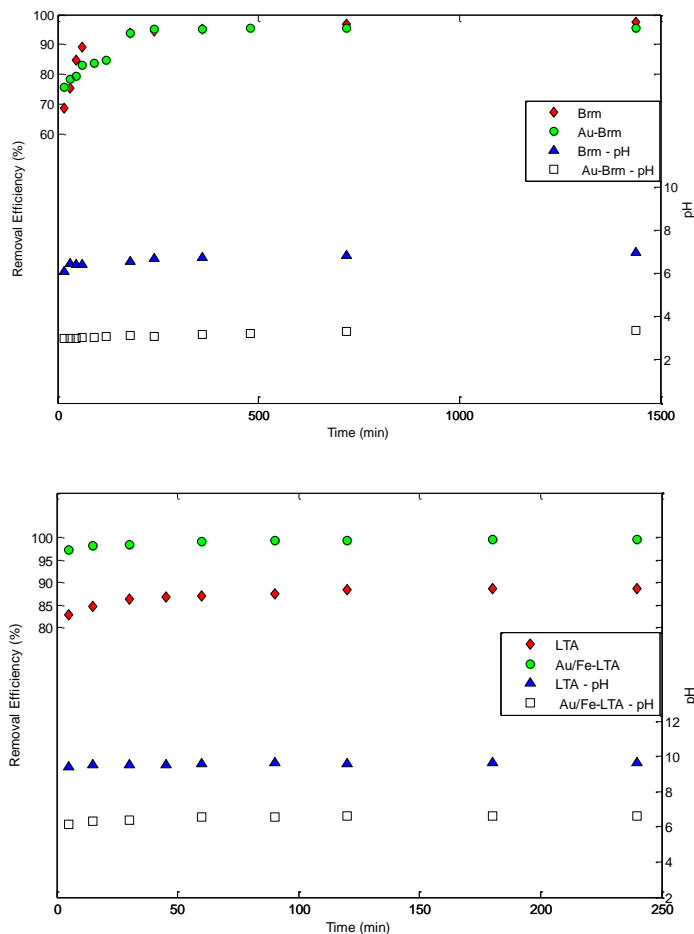 100
90
80
70
60
Removal Efficiency (%)
Brm
Au-Brm
Brm - pH
Au-Brm - pH
10
8
6
4
2
pH
0
500
1000
1500
Time (min)
100
95
90
85
80
Removal Efficiency (%)
LTA
Au/Fe-LTA
LTA - pH
Au/Fe-LTA - pH
12
10
8
6
4
2
pH
0
50
100
150
200
250
Time (min)